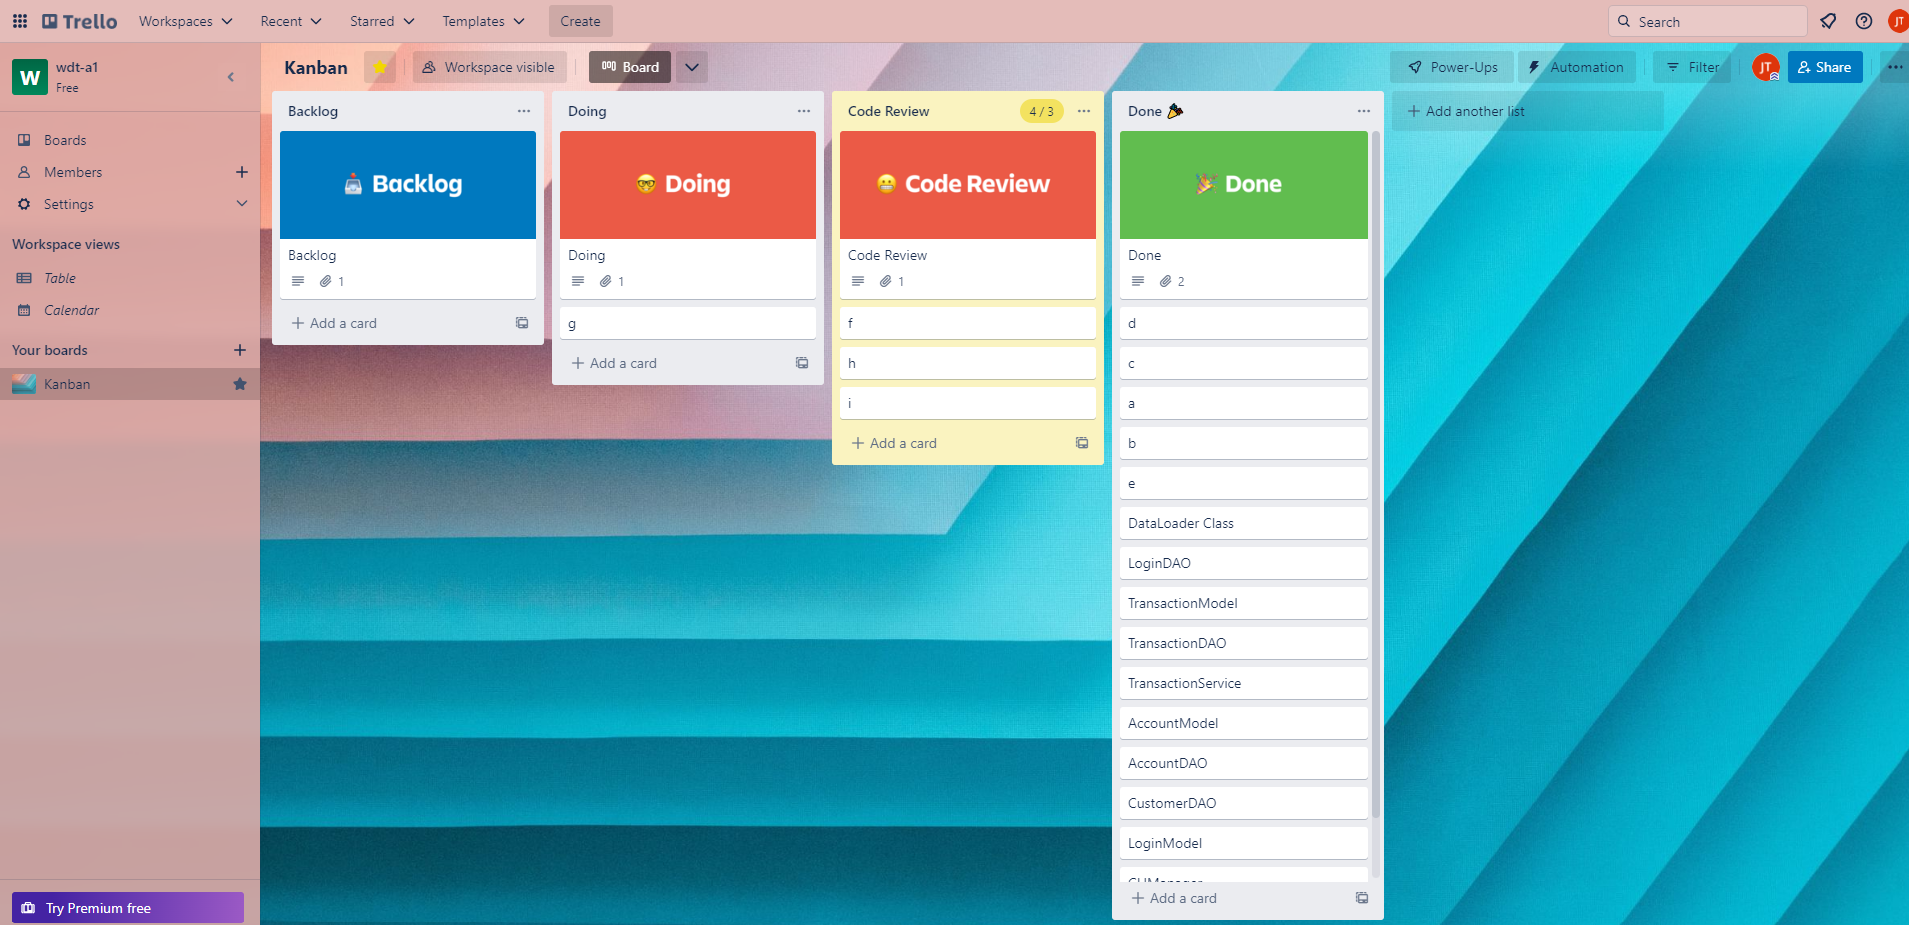 Trello
Workspaces
Recent
Starred
Templates
Create
Search
JT
W
wdt-a1
Free
Boards
Members
Settings
Workspace views
Table
Calendar
Your boards
Kanban
Try Premium free
Kanban
Workspace visible
Board
Power-Ups
Automation
Filter
JT
Share
Backlog
Backlog
Backlog
1
Add a card
Doing
Doing
Doing
1
g
Add a card
Code Review
4 / 3
Code Review
Code Review
1
f
h
i
Add a card
Done
Done
Done
2
d
c
a
b
e
DataLoader Class
LoginDAO
TransactionModel
TransactionDAO
TransactionService
AccountModel
AccountDAO
CustomerDAO
LoginModel
Add a card
Add another list